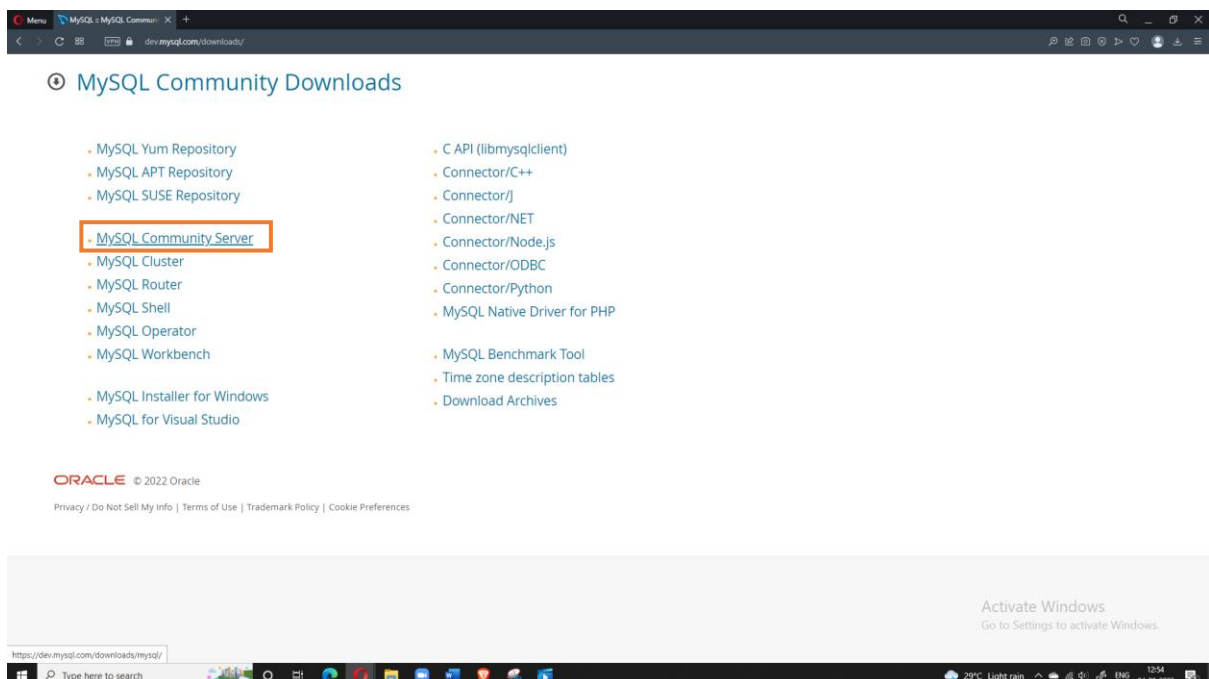 Menu
MySQL :: MySQL Communi
dev.mysql.com/downloads/
VPN
MySQL Community Downloads
MySQL Yum Repository
MySQL APT Repository
MySQL SUSE Repository
MySQL Community Server
MySQL Cluster
MySQL Router
MySQL Shell
MySQL Operator
MySQL Workbench
MySQL Installer for Windows
MySQL for Visual Studio
C API (libmysqlclient)
Connector/C++
Connector/J
Connector/NET
Connector/Node.js
Connector/ODBC
Connector/Python
MySQL Native Driver for PHP
MySQL Benchmark Tool
Time zone description tables
Download Archives
ORACLE © 2022 Oracle
Privacy / Do Not Sell My Info | Terms of Use | Trademark Policy | Cookie Preferences
Activate Windows
Go to Settings to activate Windows.
https://dev.mysql.com/downloads/mysql/
Type here to search
29°C Light rain
ENG
12:54